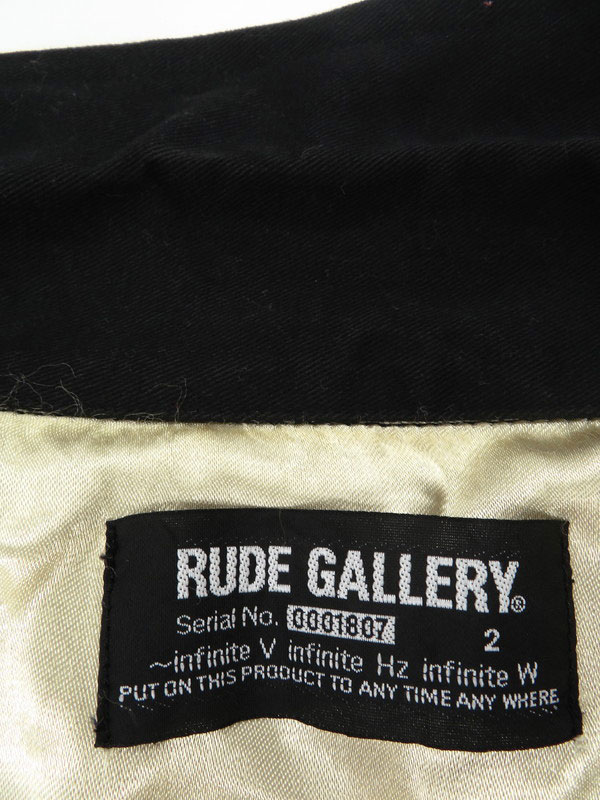 RUDE GALLERY®
Serial No. 0001807 2
~infinite V infinite Hz infinite W
PUT ON THIS PRODUCT TO ANY TIME ANY WHERE